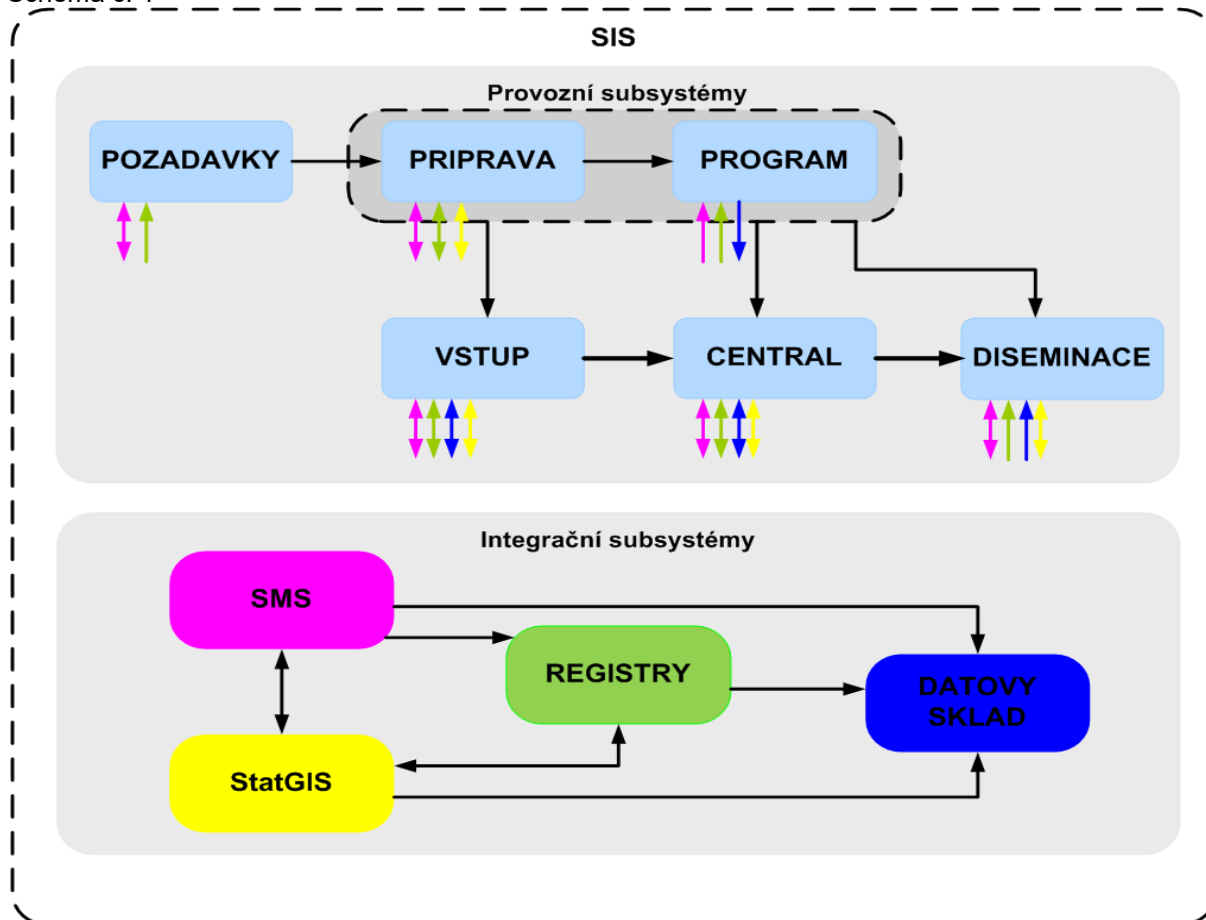 SIS
Provozní subsystémy
POZADAVKY
PRIPRAVA
PROGRAM
VSTUP
CENTRAL
DISEMINACE
Integrační subsystémy
SMS
REGISTRY
DATOVY
SKLAD
StatGIS